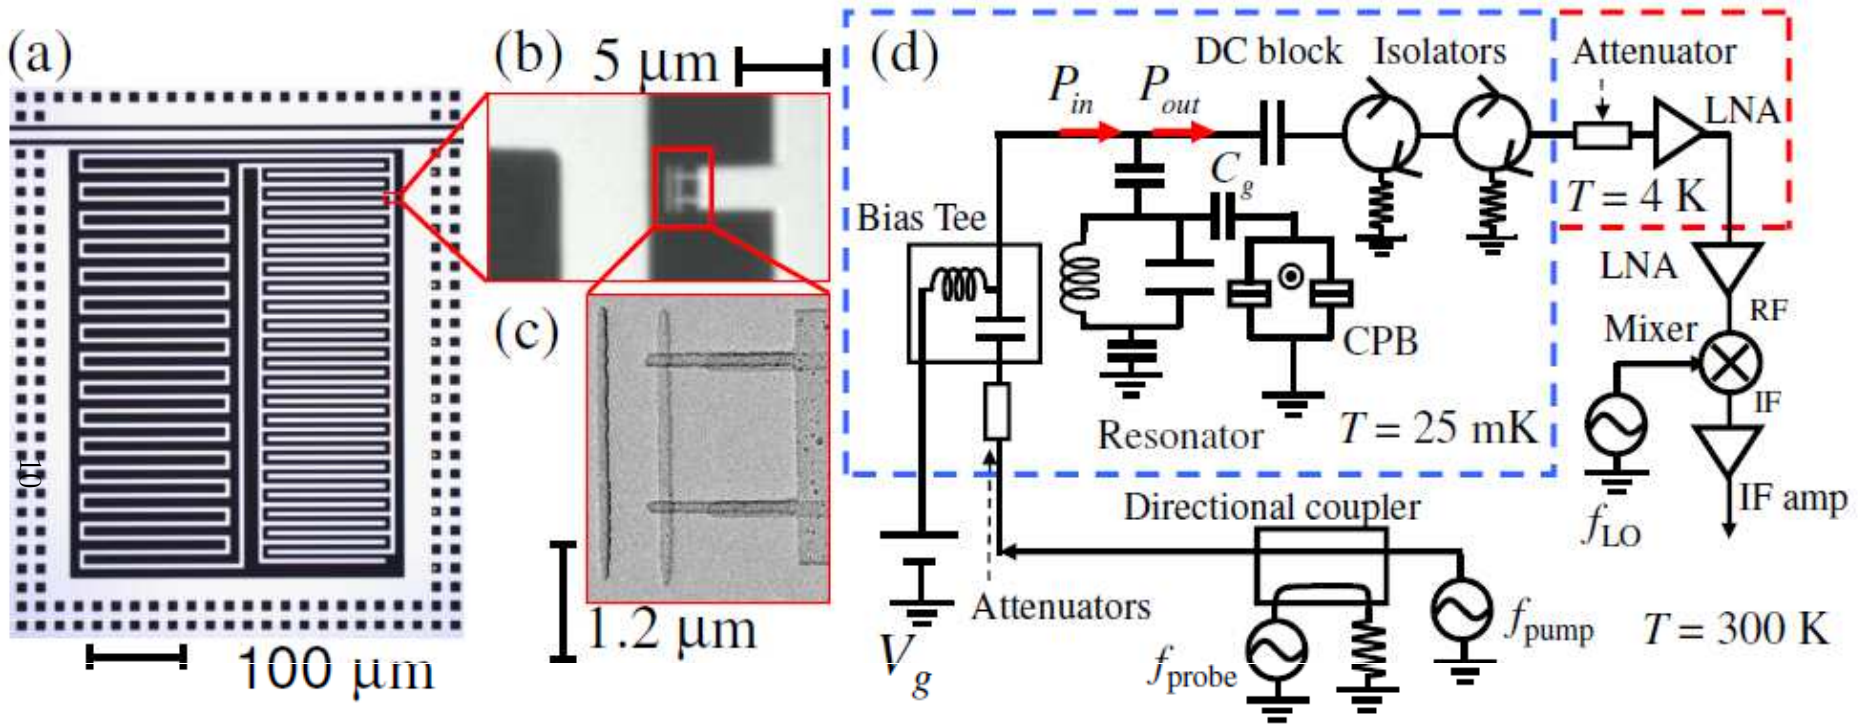 (a)
(b)
5 μm
(c)
1.2 μm
100 μm
10
(d)
P_in
P_out
DC block
Isolators
Attenuator
LNA
T = 4 K
C_g
Bias Tee
CPB
Resonator
T = 25 mK
LNA
RF
Mixer
IF
IF amp
f_LO
Directional coupler
Attenuators
V_g
f_probe
f_pump
T = 300 K